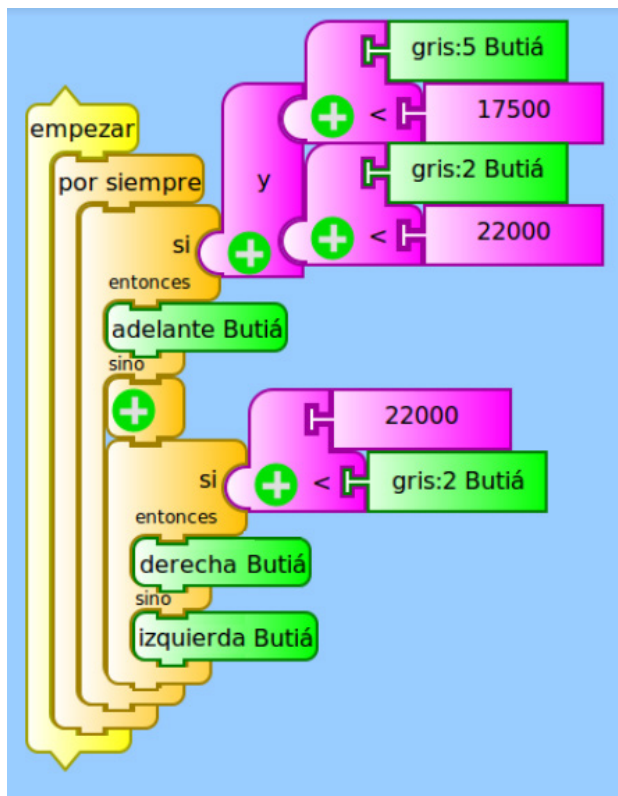 gris:5 Butiá
< 17500
empezar
por siempre
y
gris:2 Butiá
< 22000
si
entonces
adelante Butiá
sino
22000
si
< gris:2 Butiá
entonces
derecha Butiá
sino
izquierda Butiá